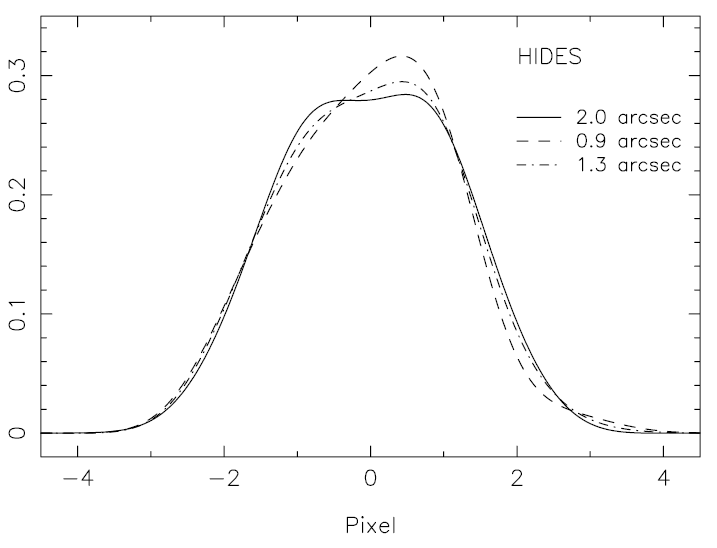 HIDES
2.0 arcsec
0.9 arcsec
1.3 arcsec
0.3
0.2
0.1
0
−4 −2 0 2 4
Pixel